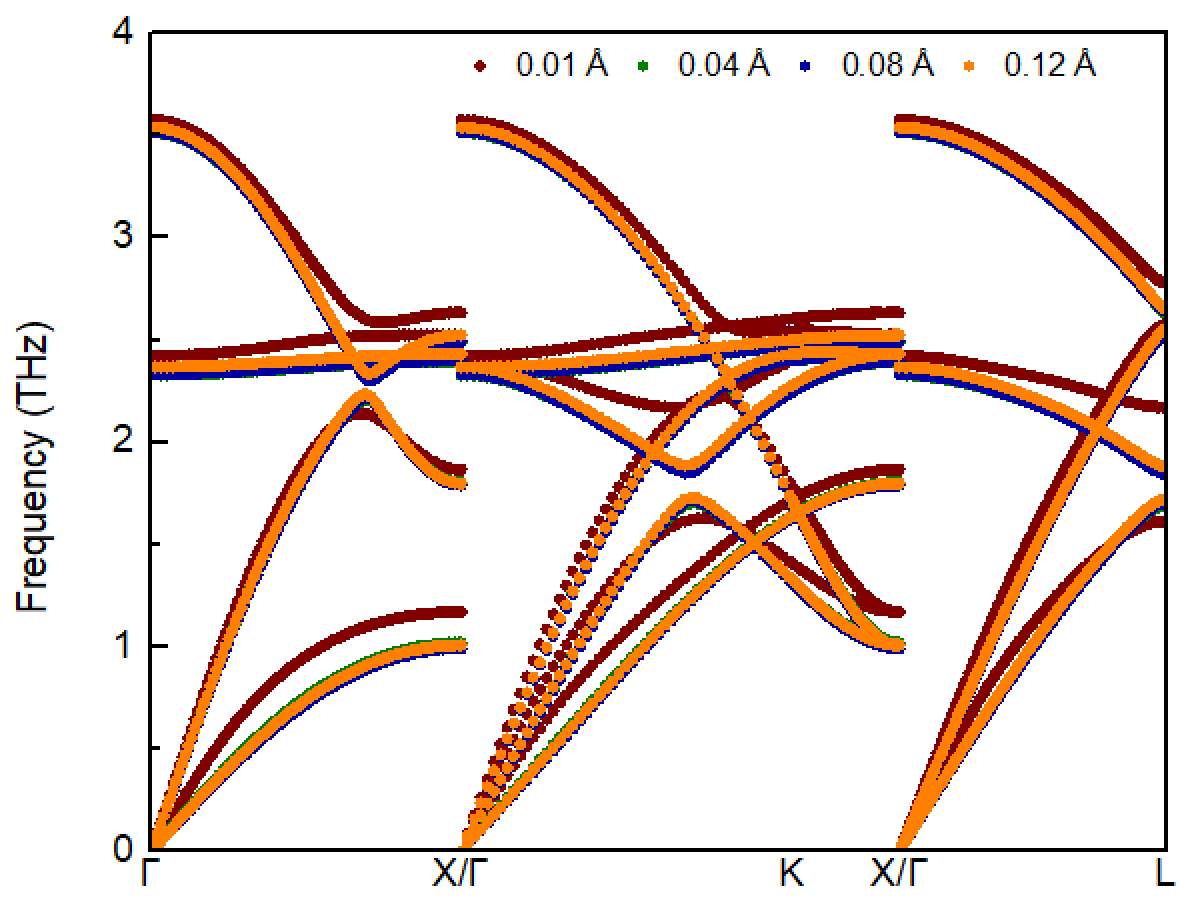 4
0.01 Å 0.04 Å 0.08 Å 0.12 Å
3
2
1
0
Frequency (THz)
Γ X/Γ K X/Γ L